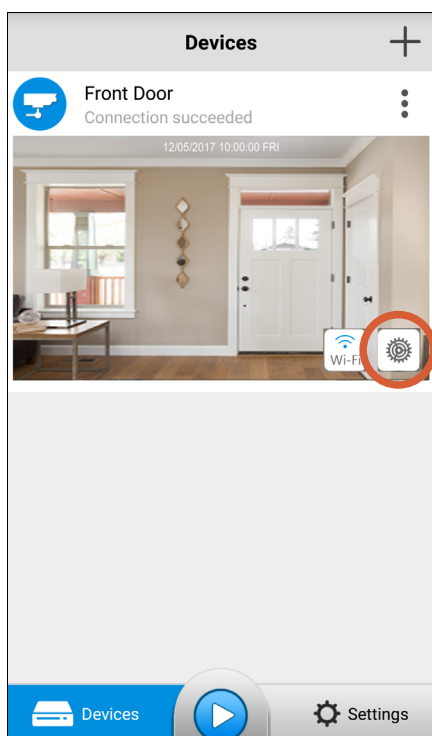 Devices
Front Door
Connection succeeded
12/05/2017 10:00:00 FRI
Wi-Fi
Devices
Settings